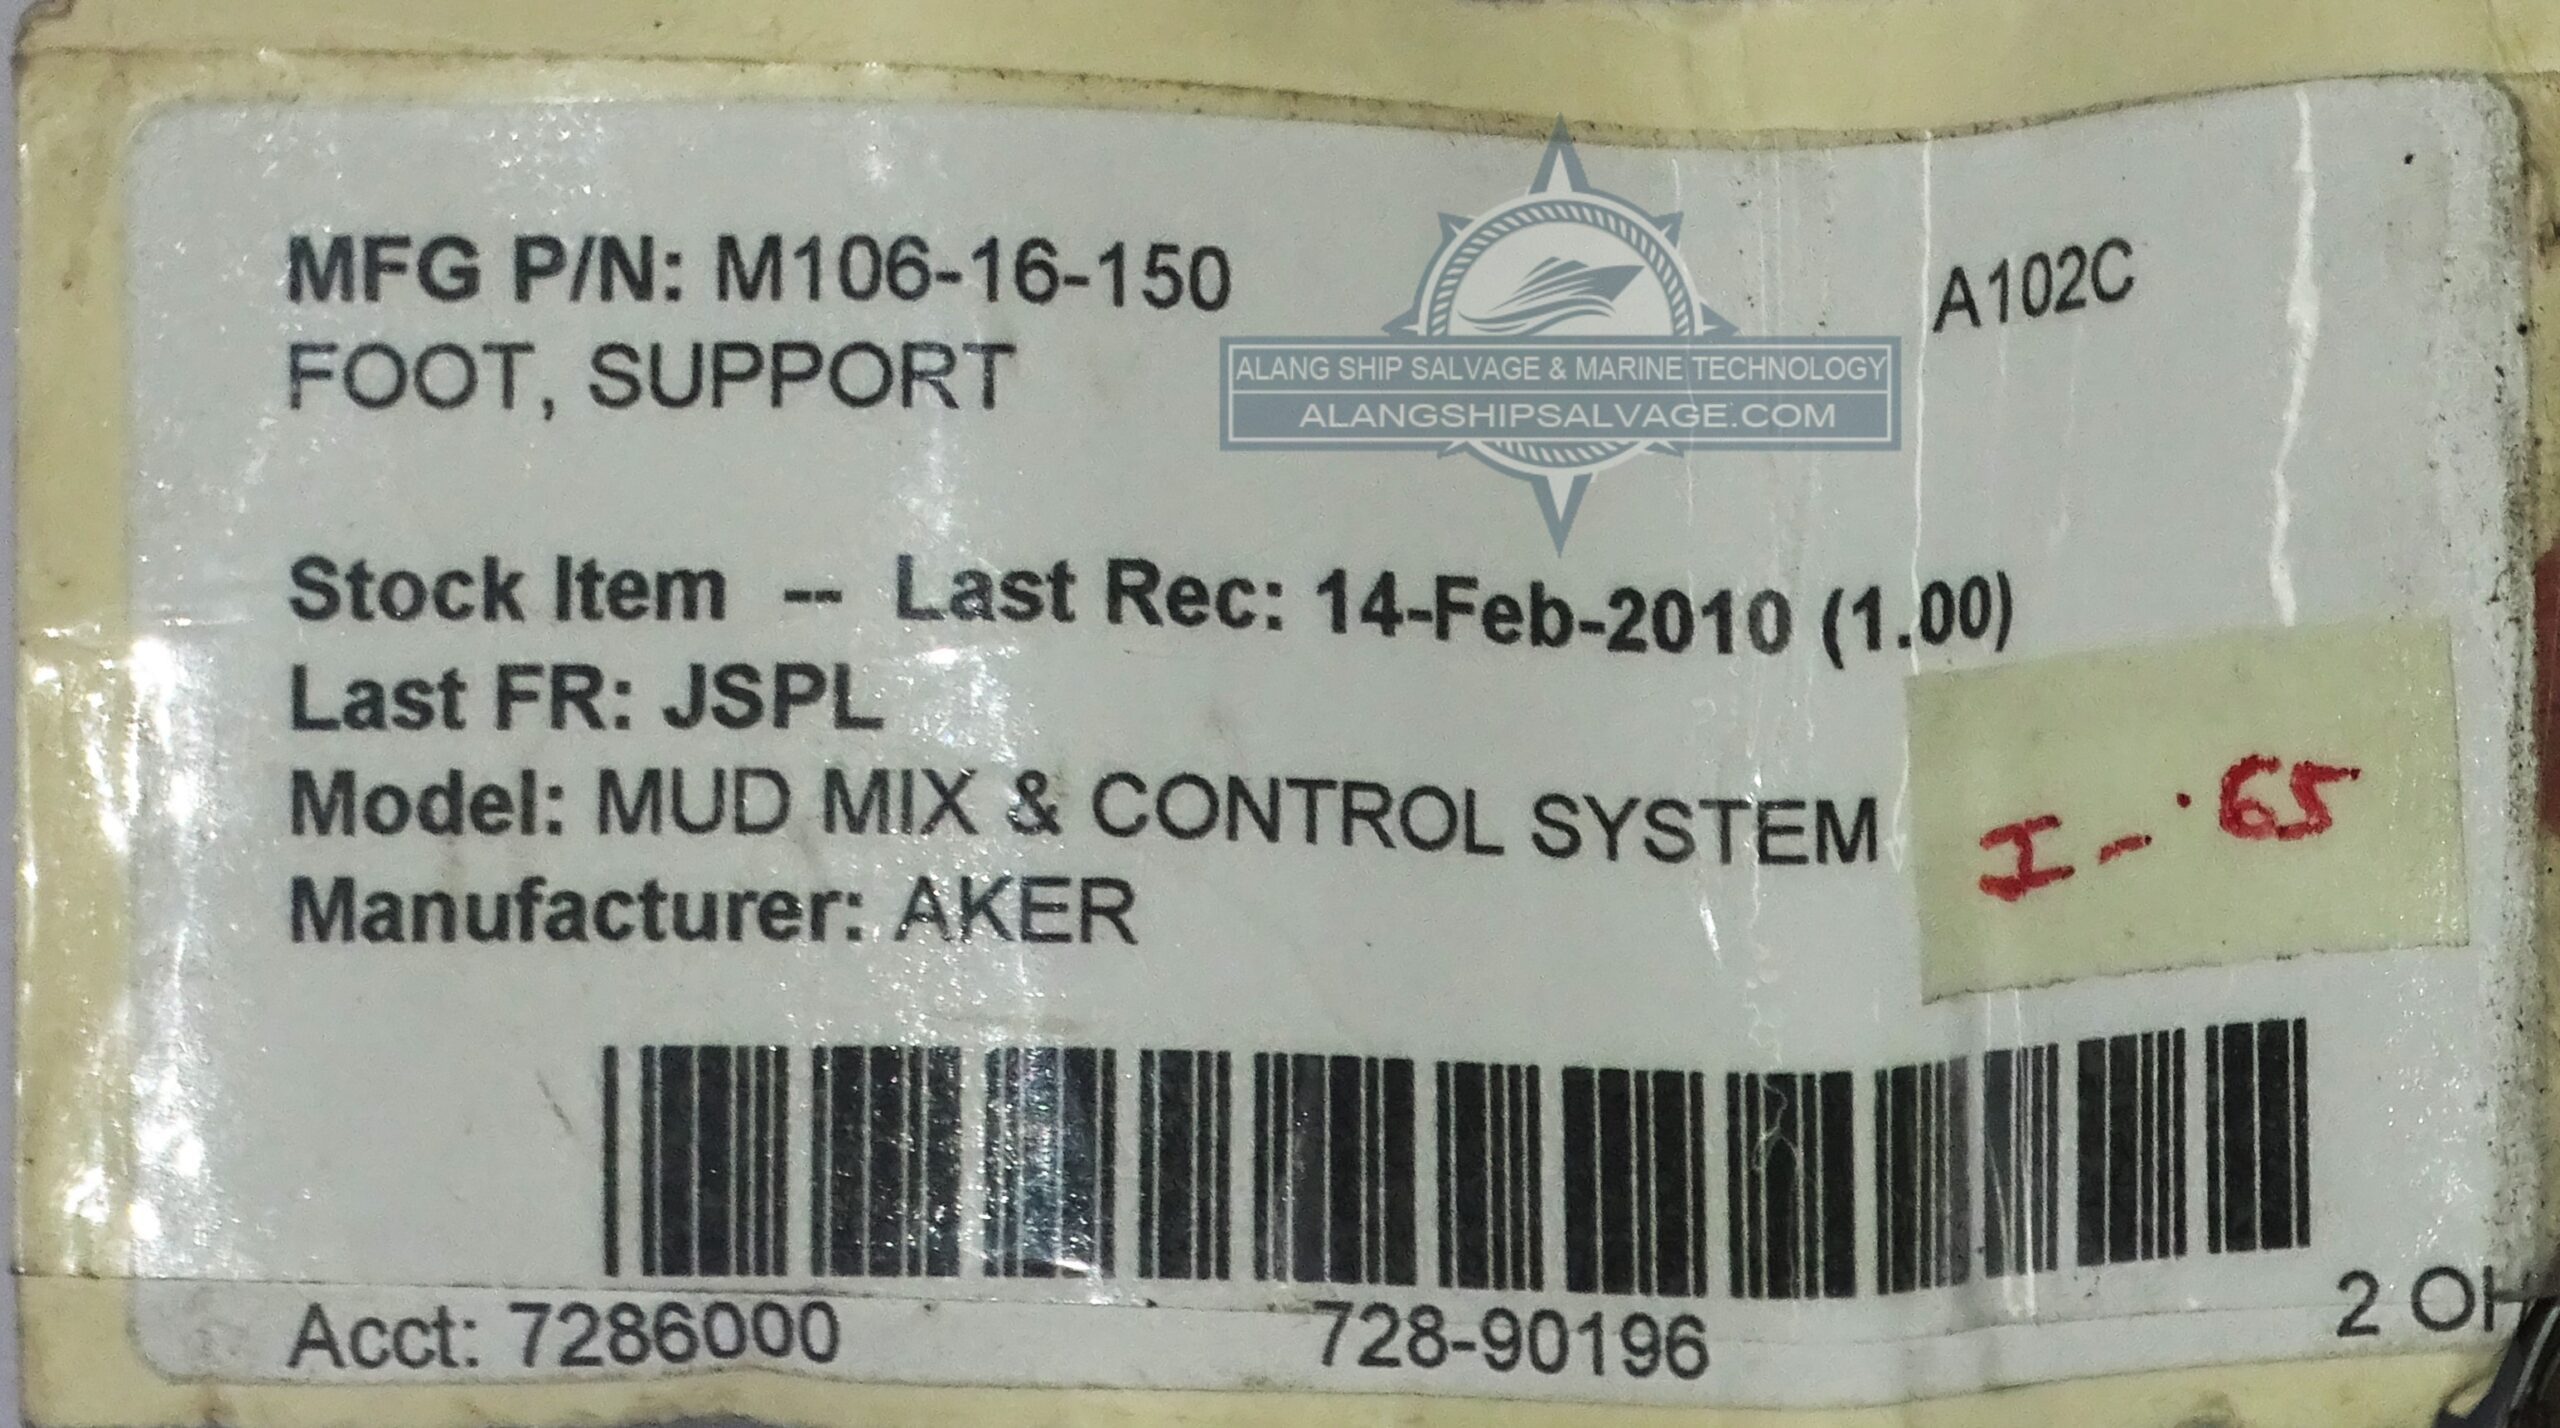 MFG P/N: M106-16-150
A102C
FOOT, SUPPORT
ALANG SHIP SALVAGE & MARINE TECHNOLOGY
ALANGSHIPSALVAGE.COM
Stock Item -- Last Rec: 14-Feb-2010 (1.00)
Last FR: JSPL
Model: MUD MIX & CONTROL SYSTEM
I-.65
Manufacturer: AKER
Acct: 7286000
728-90196
2 OH